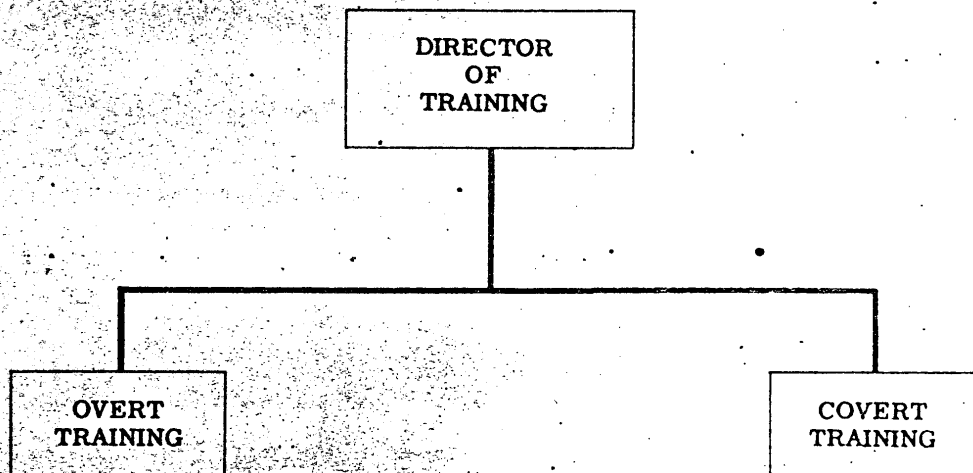 DIRECTOR
OF
TRAINING
OVERT
TRAINING
COVERT
TRAINING